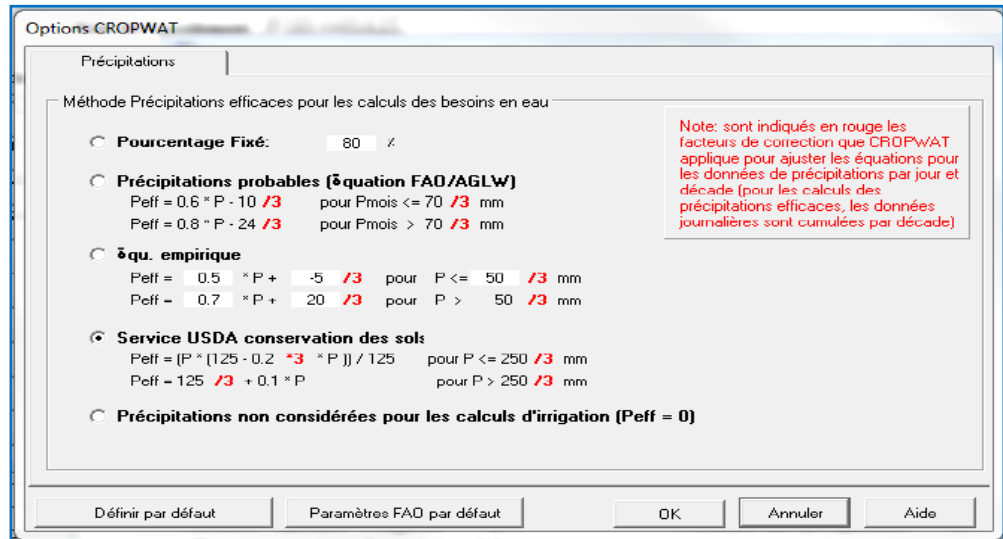 Options CROPWAT
Précipitations
Méthode Précipitations efficaces pour les calculs des besoins en eau
Pourcentage Fixé: 80 %
Précipitations probables (õquation FAO/AGLW)
Peff = 0.6 * P - 10 /3 pour Pmois <= 70 /3 mm
Peff = 0.8 * P - 24 /3 pour Pmois > 70 /3 mm
õqu. empirique
Peff = 0.5 * P + -5 /3 pour P <= 50 /3 mm
Peff = 0.7 * P + 20 /3 pour P > 50 /3 mm
Service USDA conservation des sols
Peff = (P * (125 - 0.2 *3 * P )) / 125 pour P <= 250 /3 mm
Peff = 125 /3 + 0.1 * P pour P > 250 /3 mm
Précipitations non considérées pour les calculs d'irrigation (Peff = 0)
Note: sont indiqués en rouge les
facteurs de correction que CROPWAT
applique pour ajuster les équations pour
les données de précipitations par jour et
décade (pour les calculs des
précipitations efficaces, les données
journalières sont cumulées par décade)
Définir par défaut
Paramètres FAO par défaut
OK
Annuler
Aide